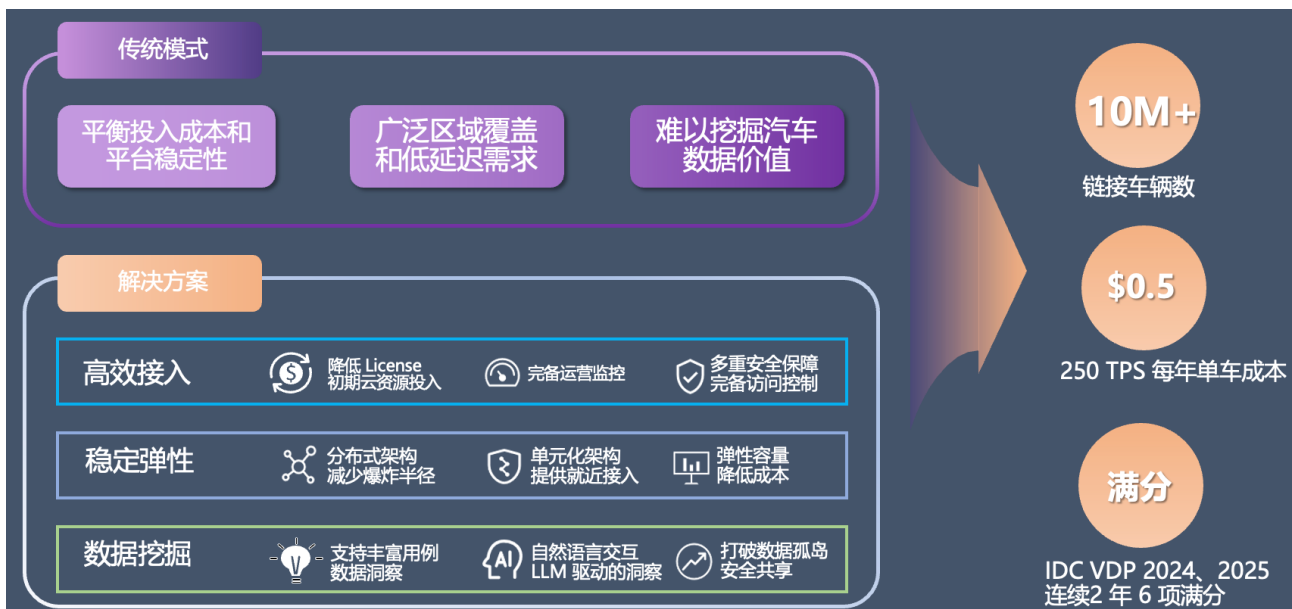 传统模式
平衡投入成本和
平台稳定性
广泛区域覆盖
和低延迟需求
难以挖掘汽车
数据价值
解决方案
高效接入
降低 License
初期云资源投入
完备运营监控
多重安全保障
完备访问控制
稳定弹性
分布式架构
减少爆炸半径
单元化架构
提供就近接入
弹性容量
降低成本
数据挖掘
支持丰富用例
数据洞察
AI
自然语言交互
LLM 驱动的洞察
打破数据孤岛
安全共享
10M+
链接车辆数
$0.5
250 TPS 每年单车成本
满分
IDC VDP 2024、2025
连续2 年 6 项满分